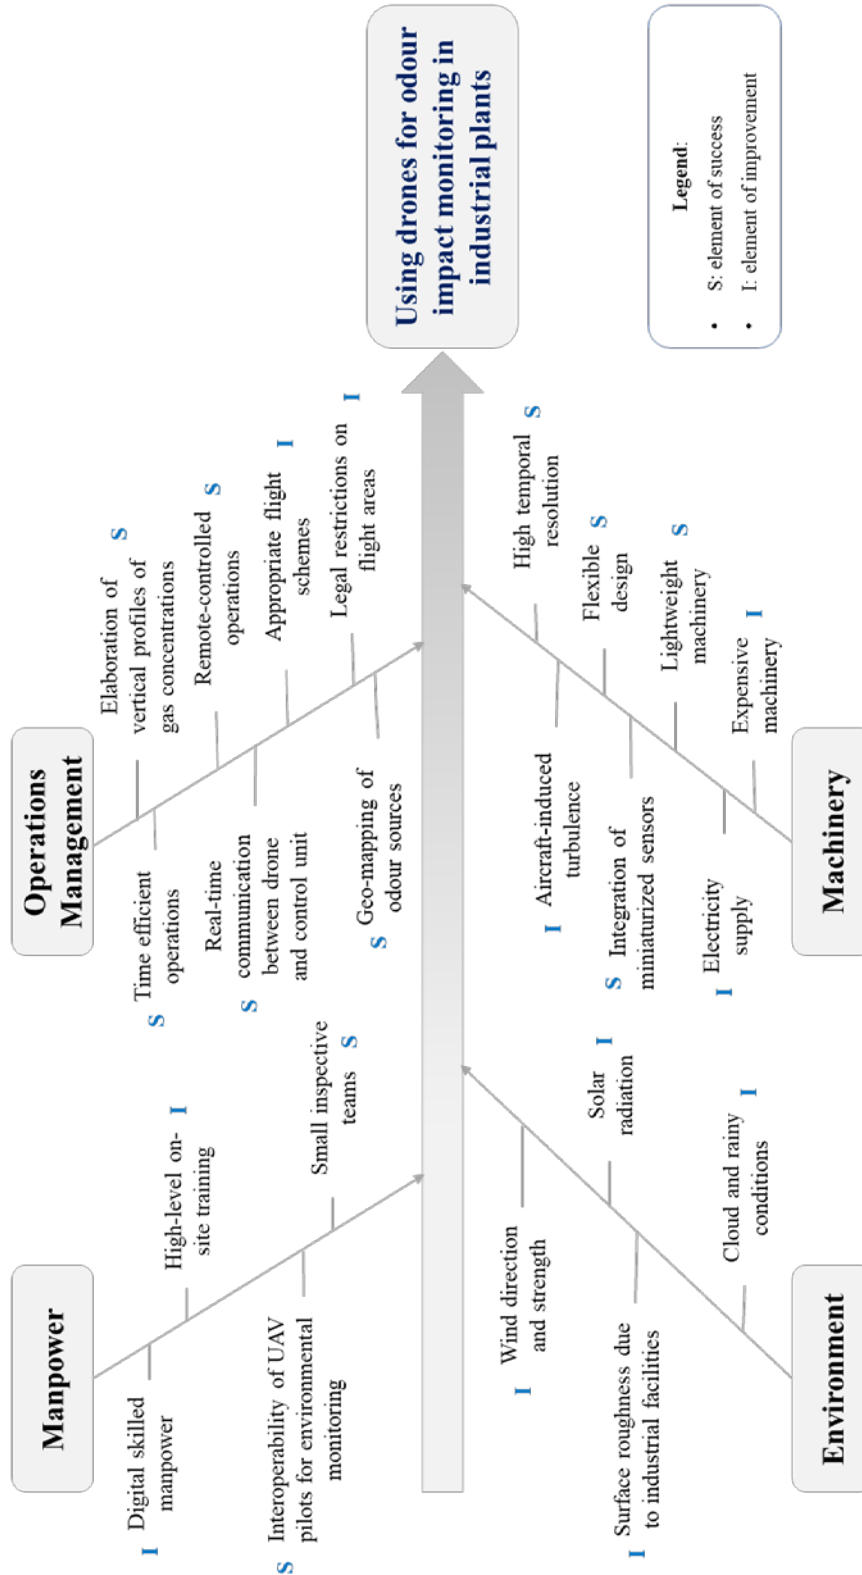 Manpower
I Digital skilled
manpower
High-level on-
site training I
S Interoperability of UAV
pilots for environmental
monitoring
Small inspective
teams S
Operations
Management
S Time efficient
operations
Elaboration of
vertical profiles of S
gas concentrations
Remote-controlled
operations S
Real-time
S communication
between drone
and control unit
Appropriate flight
schemes I
Legal restrictions on
flight areas I
S Geo-mapping of
odour sources
Using drones for odour
impact monitoring in
industrial plants
I Wind direction
and strength
Solar I
radiation
I Surface roughness due
to industrial facilities
Cloud and rainy
conditions I
Environment
High temporal
resolution S
I Aircraft-induced
turbulence
Flexible S
design
S Integration of
miniaturized sensors
Lightweight S
machinery
I Electricity
supply
Expensive I
machinery
Machinery
Legend:
• S: element of success
• I: element of improvement